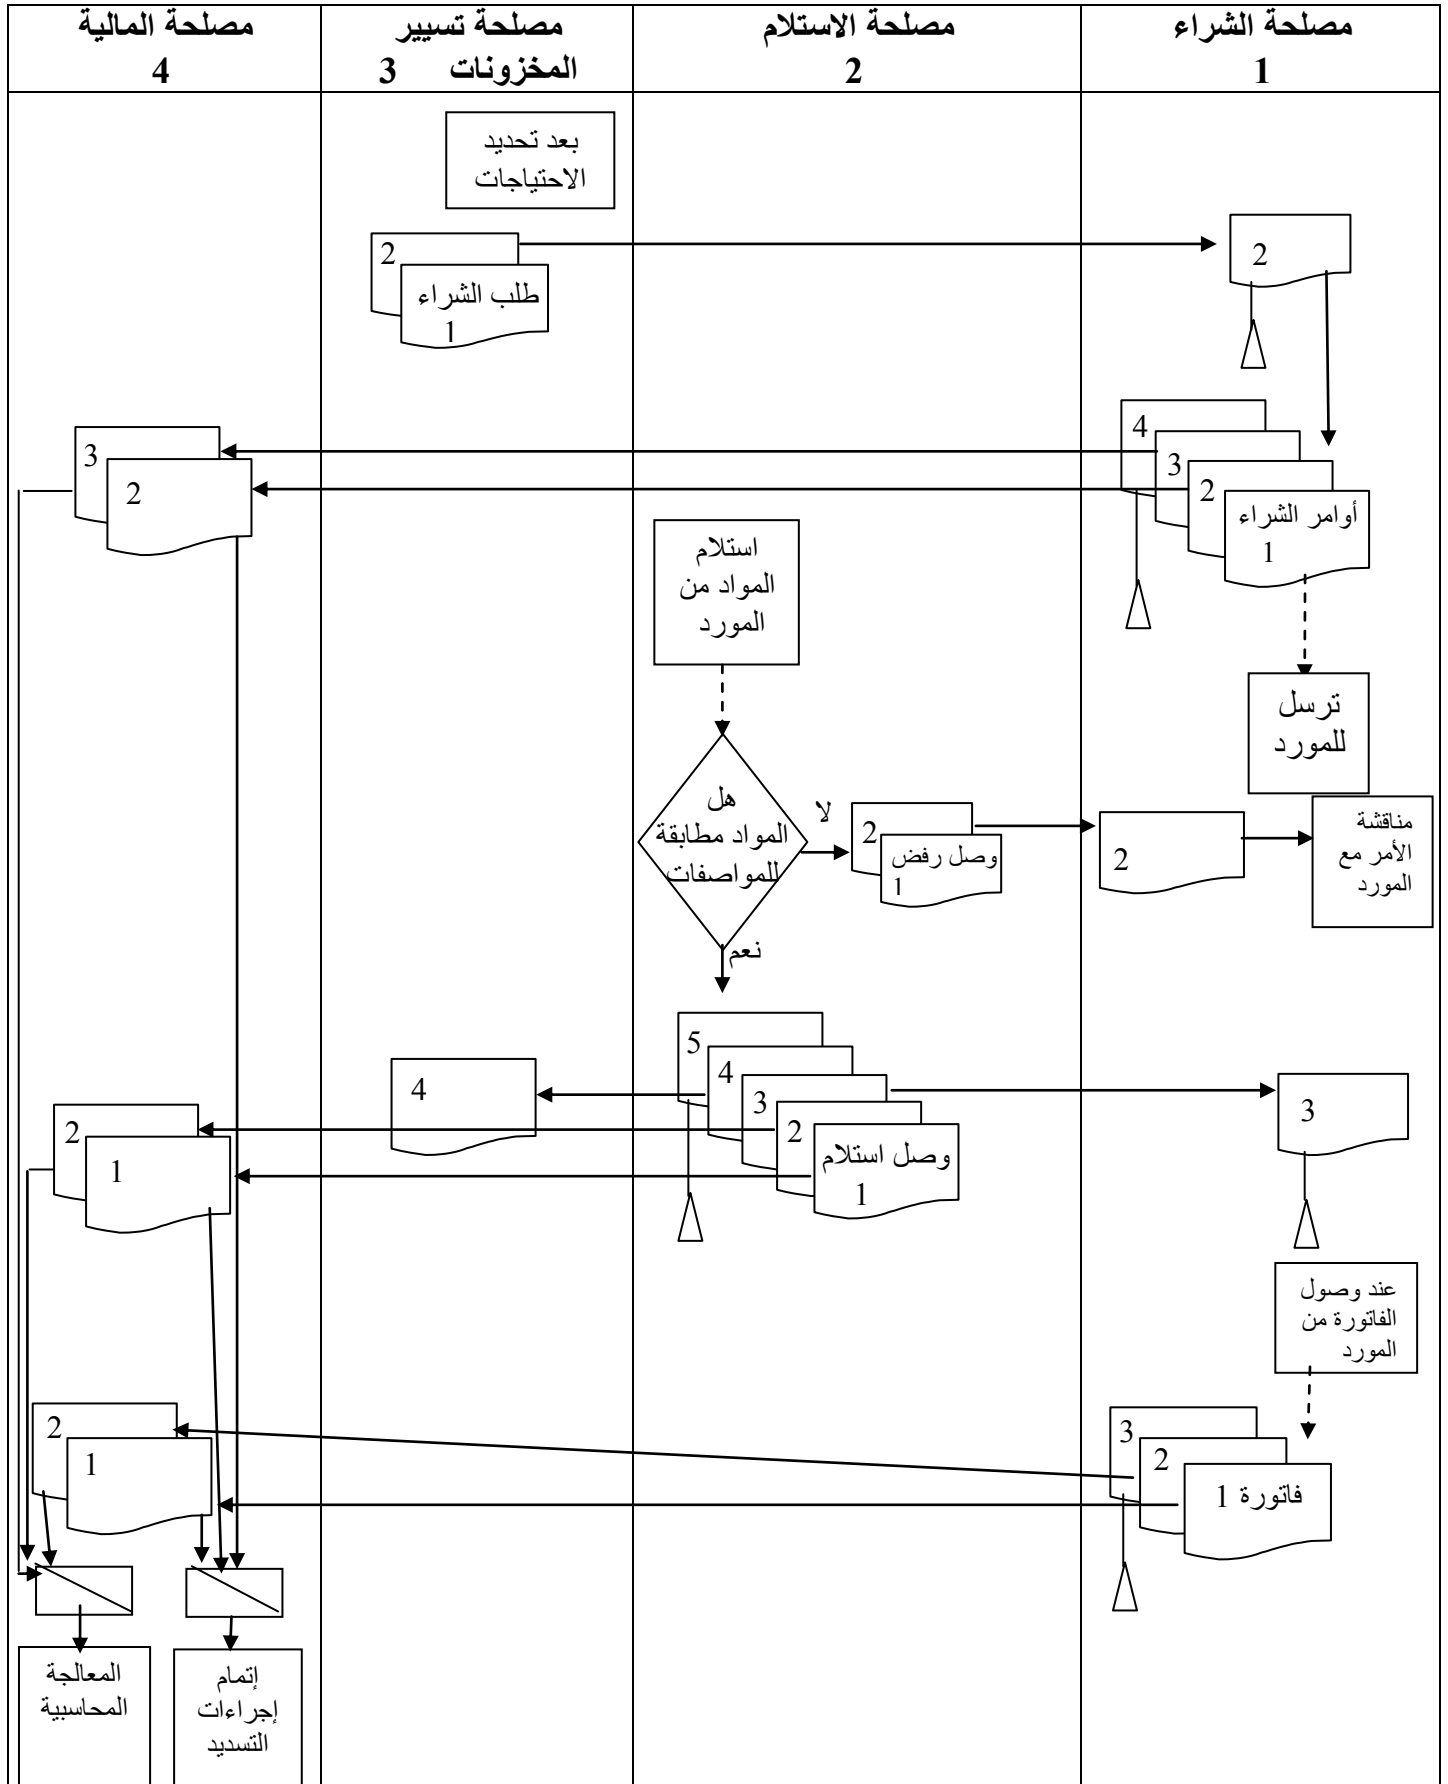 مصلحة الشراء
1
مصلحة الاستلام
2
مصلحة تسيير
المخزونات 3
مصلحة المالية
4
بعد تحديد
الاحتياجات
2
طلب الشراء
1
2
4
3
2
أوامر الشراء
1
3
2
استلام
المواد من
المورد
ترسل
للمورد
هل
المواد مطابقة
للمواصفات
لا
2
وصل رفض
1
2
مناقشة
الأمر مع
المورد
نعم
5
4
3
2
وصل استلام
1
4
3
2
1
عند وصول
الفاتورة من
المورد
3
2
فاتورة 1
2
1
إتمام
إجراءات
التسديد
المعالجة
المحاسبية